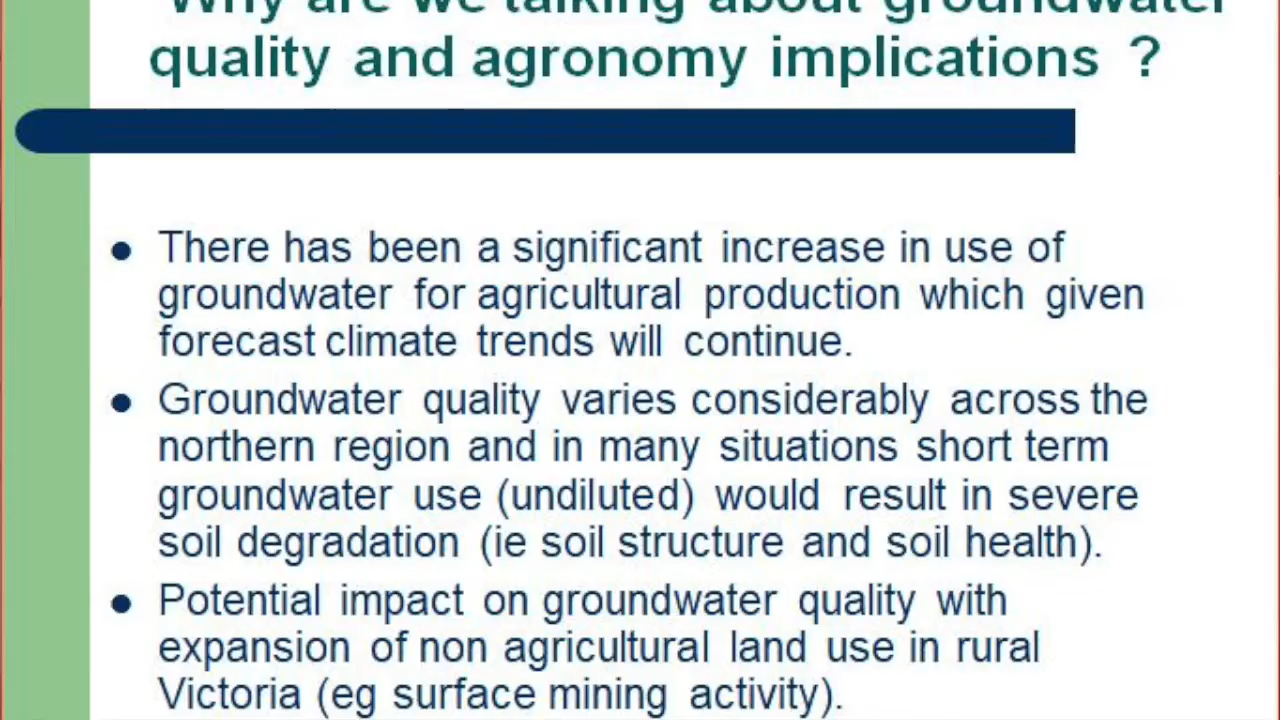 Why are we talking about groundwater
quality and agronomy implications ?
There has been a significant increase in use of
groundwater for agricultural production which given
forecast climate trends will continue.
Groundwater quality varies considerably across the
northern region and in many situations short term
groundwater use (undiluted) would result in severe
soil degradation (ie soil structure and soil health).
Potential impact on groundwater quality with
expansion of non agricultural land use in rural
Victoria (eg surface mining activity).